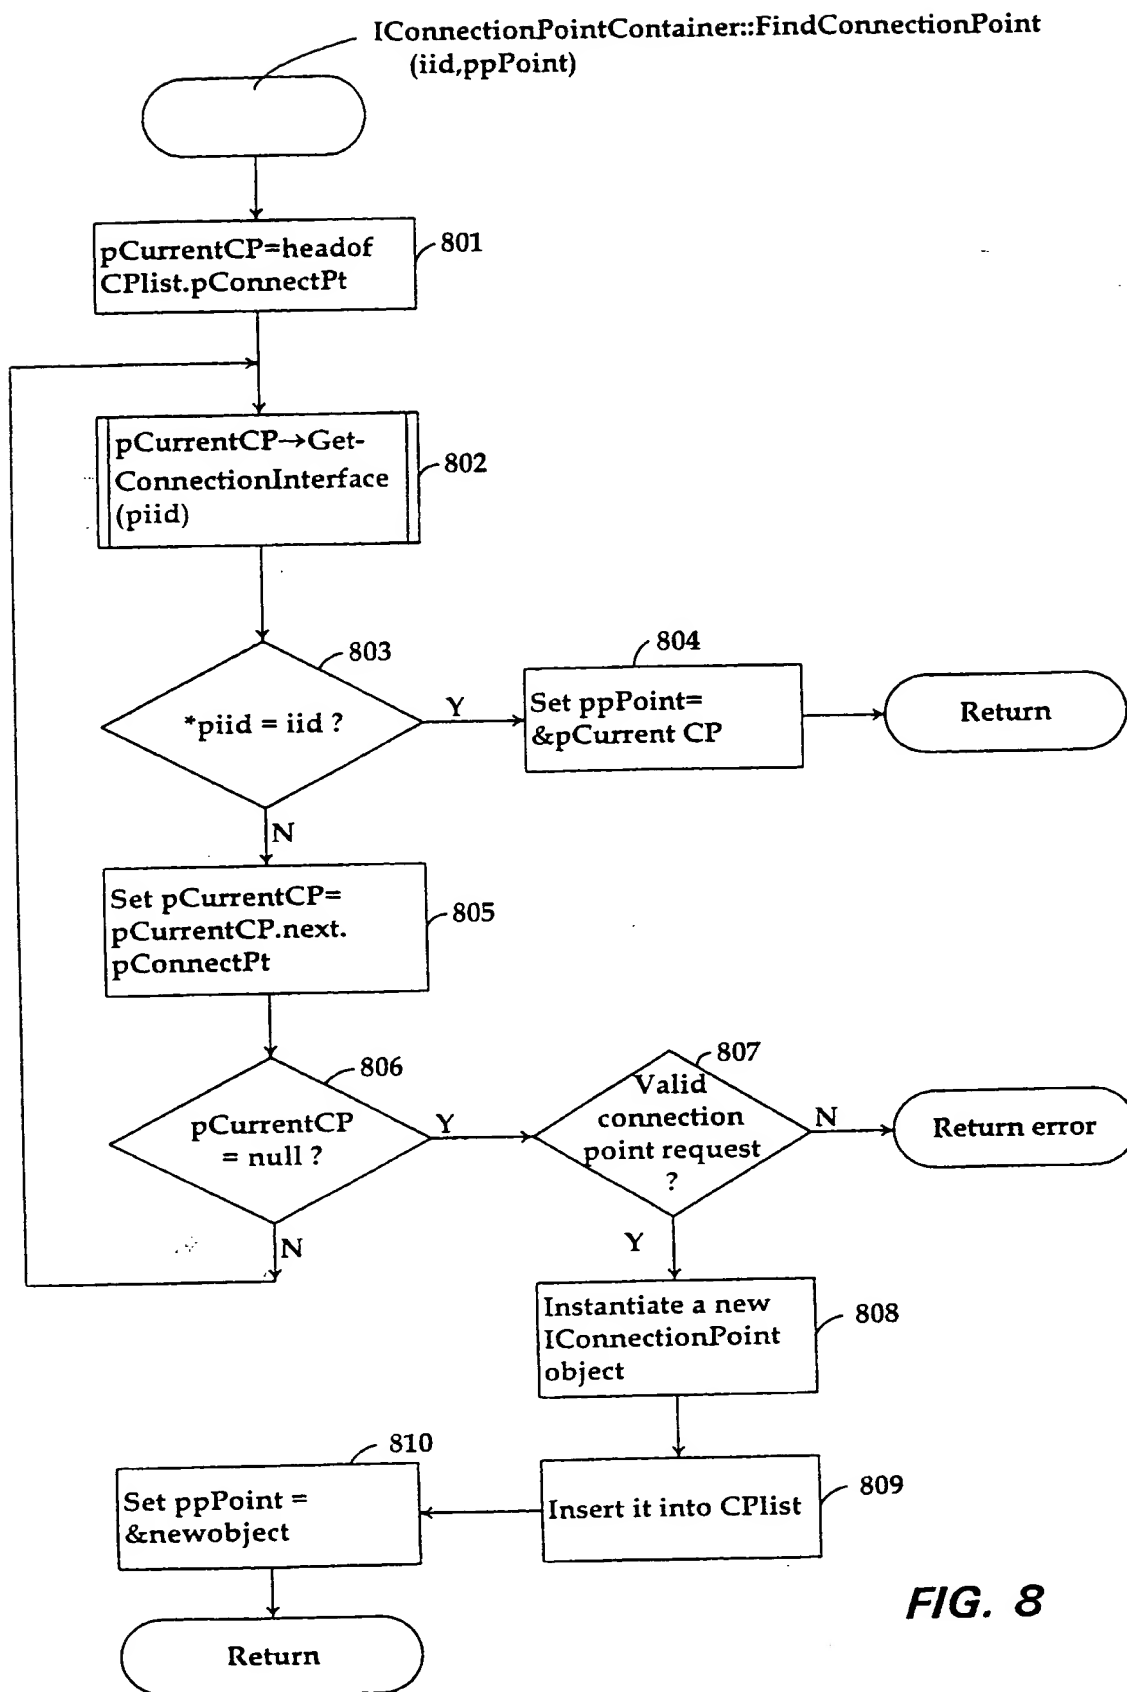 IConnectionPointContainer::FindConnectionPoint
(iid,ppPoint)
pCurrentCP=headof
CPlist.pConnectPt
801
pCurrentCP→Get-
ConnectionInterface
(piid)
802
*piid = iid ?
803
Y
N
Set ppPoint=
&pCurrent CP
804
Return
Set pCurrentCP=
pCurrentCP.next.
pConnectPt
805
pCurrentCP
= null ?
806
Y
N
Valid
connection
point request
?
807
N
Y
Return error
Instantiate a new
IConnectionPoint
object
808
Insert it into CPlist
809
Set ppPoint =
&newobject
810
Return
FIG. 8